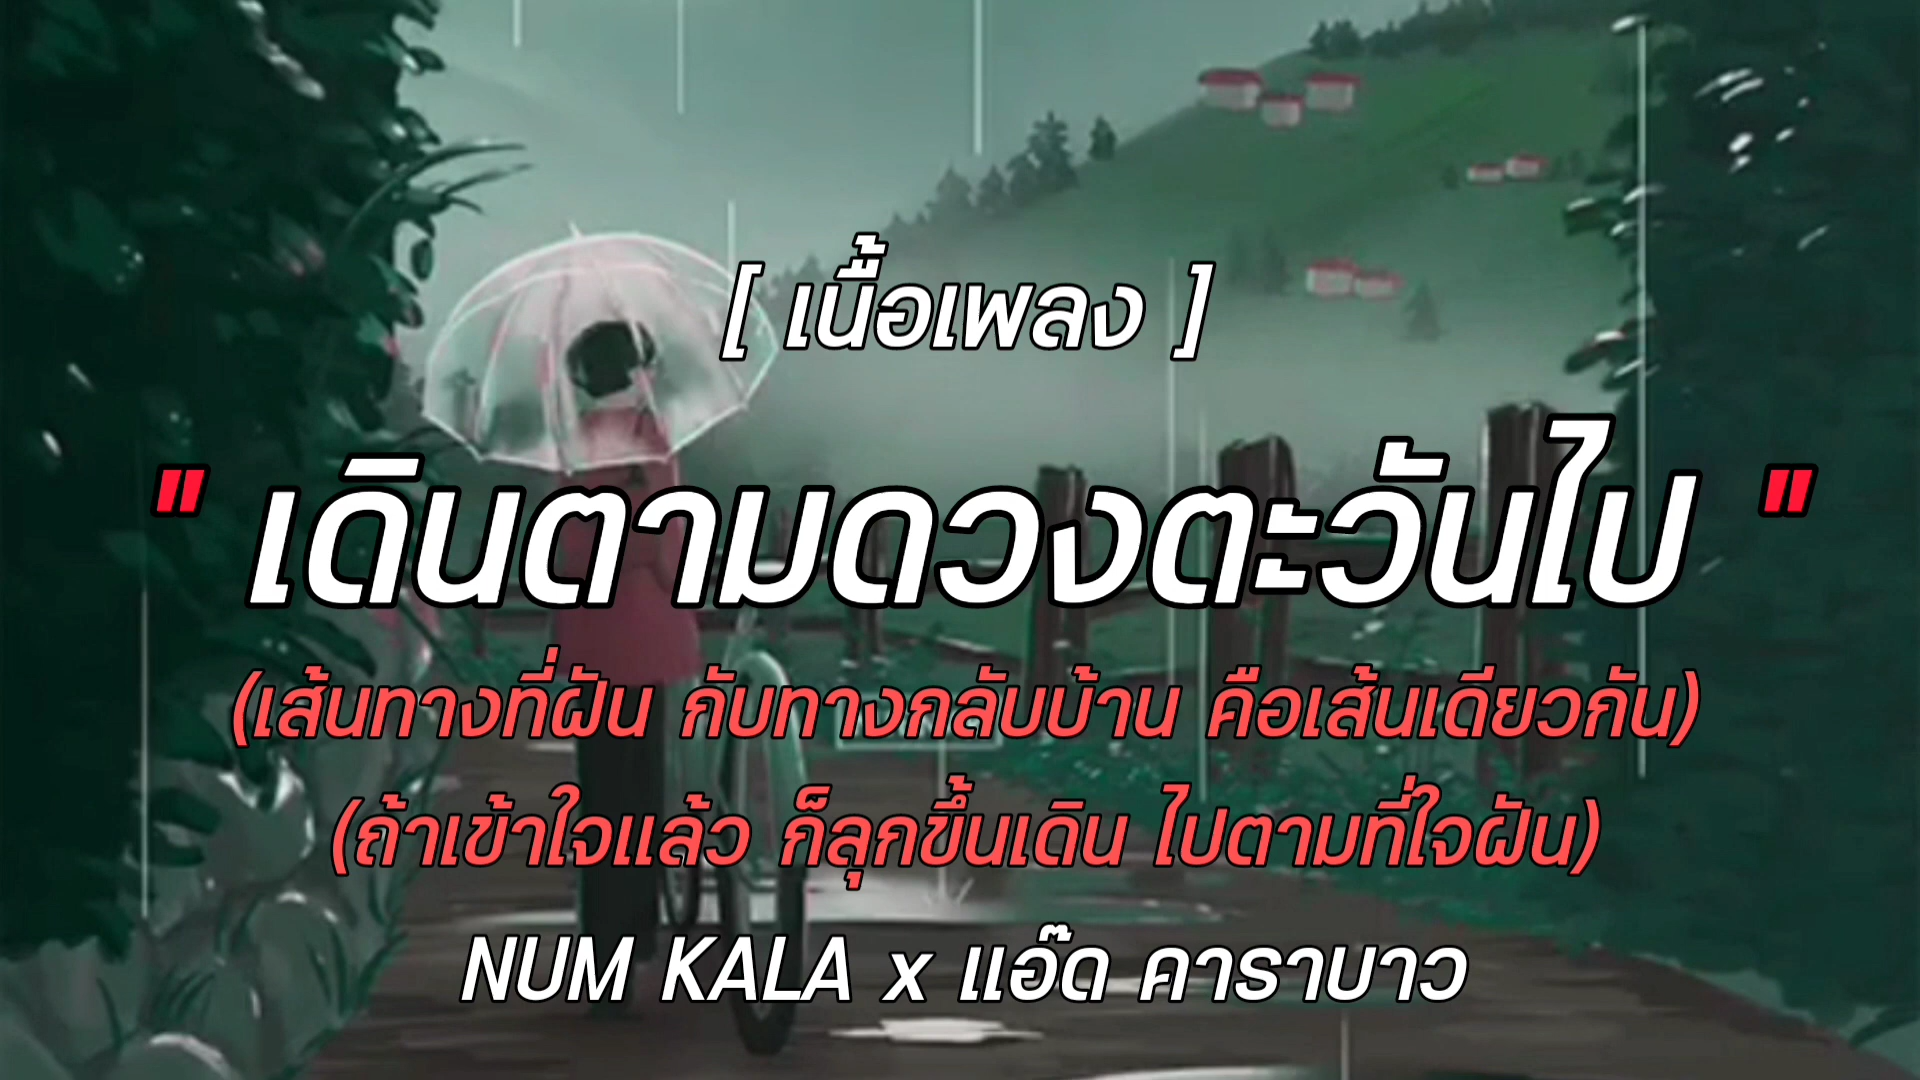 [ เนื้อเพลง ]
" เดินตามดวงตะวันไป "
(เส้นทางที่ฝัน กับทางกลับบ้าน คือเส้นเดียวกัน)
(ถ้าเข้าใจแล้ว ก็ลุกขึ้นเดิน ไปตามที่ใจฝัน)
NUM KALA x แอ๊ด คาราบาว